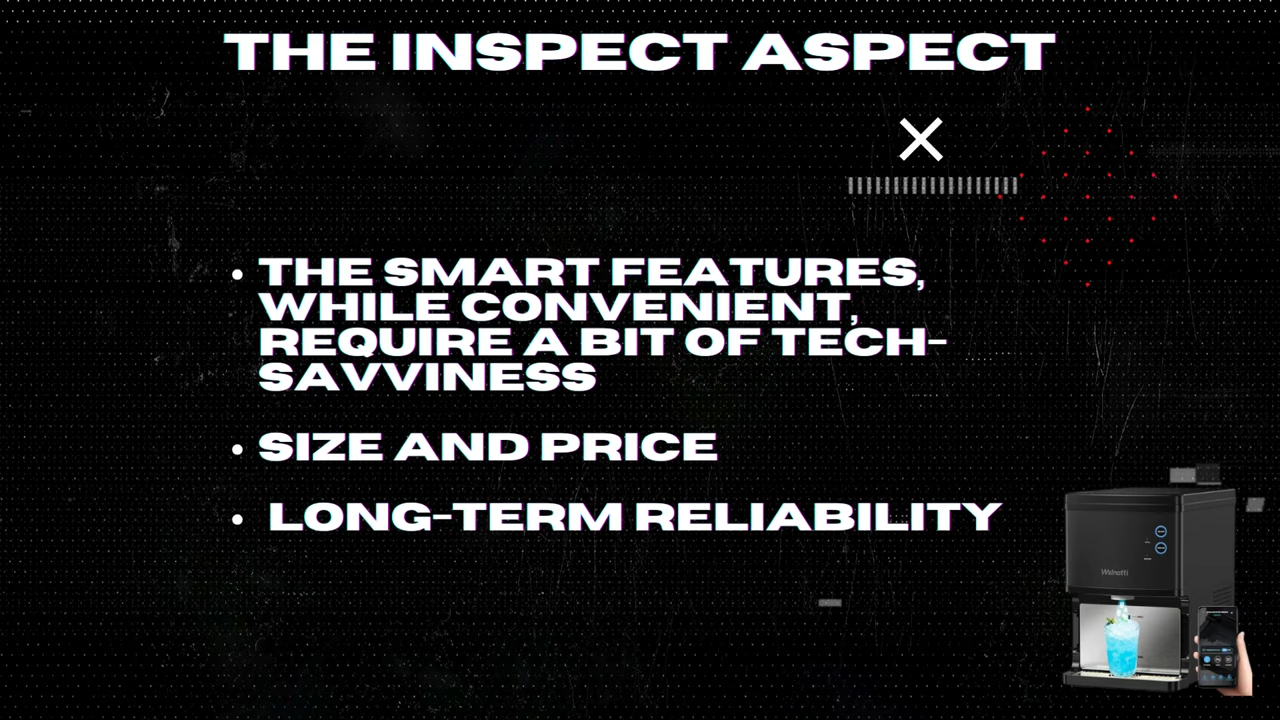 THE INSPECT ASPECT
• THE SMART FEATURES,
WHILE CONVENIENT,
REQUIRE A BIT OF TECH-
SAVVINESS
• SIZE AND PRICE
• LONG-TERM RELIABILITY